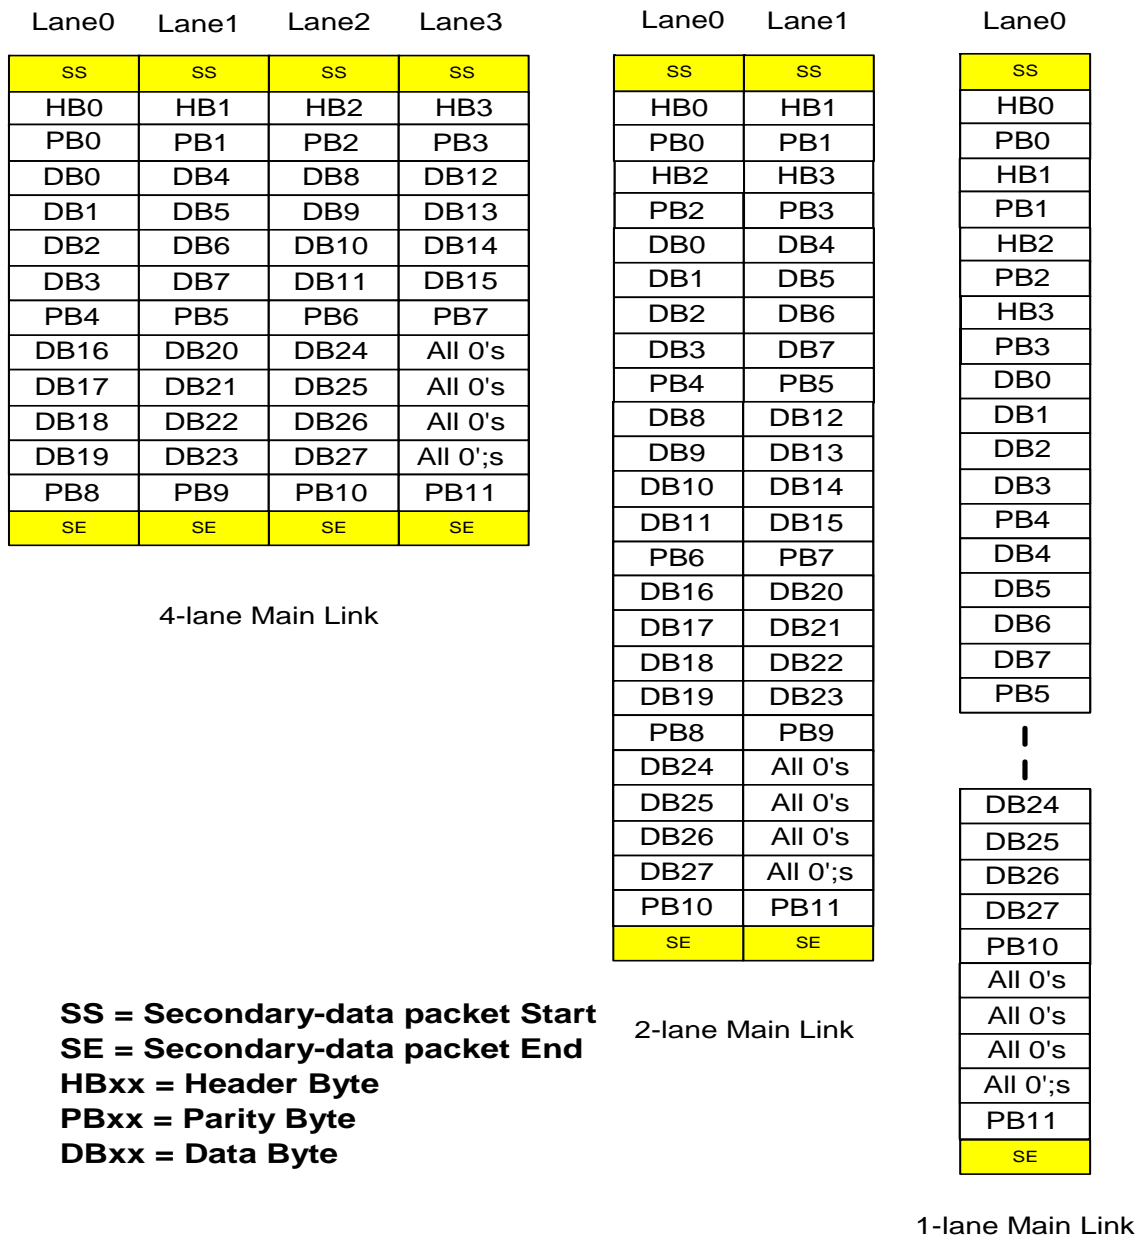 Lane0 Lane1 Lane2 Lane3
SS SS SS SS
HB0 HB1 HB2 HB3
PB0 PB1 PB2 PB3
DB0 DB4 DB8 DB12
DB1 DB5 DB9 DB13
DB2 DB6 DB10 DB14
DB3 DB7 DB11 DB15
PB4 PB5 PB6 PB7
DB16 DB20 DB24 All 0's
DB17 DB21 DB25 All 0's
DB18 DB22 DB26 All 0's
DB19 DB23 DB27 All 0';s
PB8 PB9 PB10 PB11
SE SE SE SE
4-lane Main Link
Lane0 Lane1
SS SS
HB0 HB1
PB0 PB1
HB2 HB3
PB2 PB3
DB0 DB4
DB1 DB5
DB2 DB6
DB3 DB7
PB4 PB5
DB8 DB12
DB9 DB13
DB10 DB14
DB11 DB15
PB6 PB7
DB16 DB20
DB17 DB21
DB18 DB22
DB19 DB23
PB8 PB9
DB24 All 0's
DB25 All 0's
DB26 All 0's
DB27 All 0';s
PB10 PB11
SE SE
2-lane Main Link
Lane0
SS
HB0
PB0
HB1
PB1
HB2
PB2
HB3
PB3
DB0
DB1
DB2
DB3
PB4
DB4
DB5
DB6
DB7
PB5
DB24
DB25
DB26
DB27
PB10
All 0's
All 0's
All 0's
All 0';s
PB11
SE
1-lane Main Link
SS = Secondary-data packet Start
SE = Secondary-data packet End
HBxx = Header Byte
PBxx = Parity Byte
DBxx = Data Byte